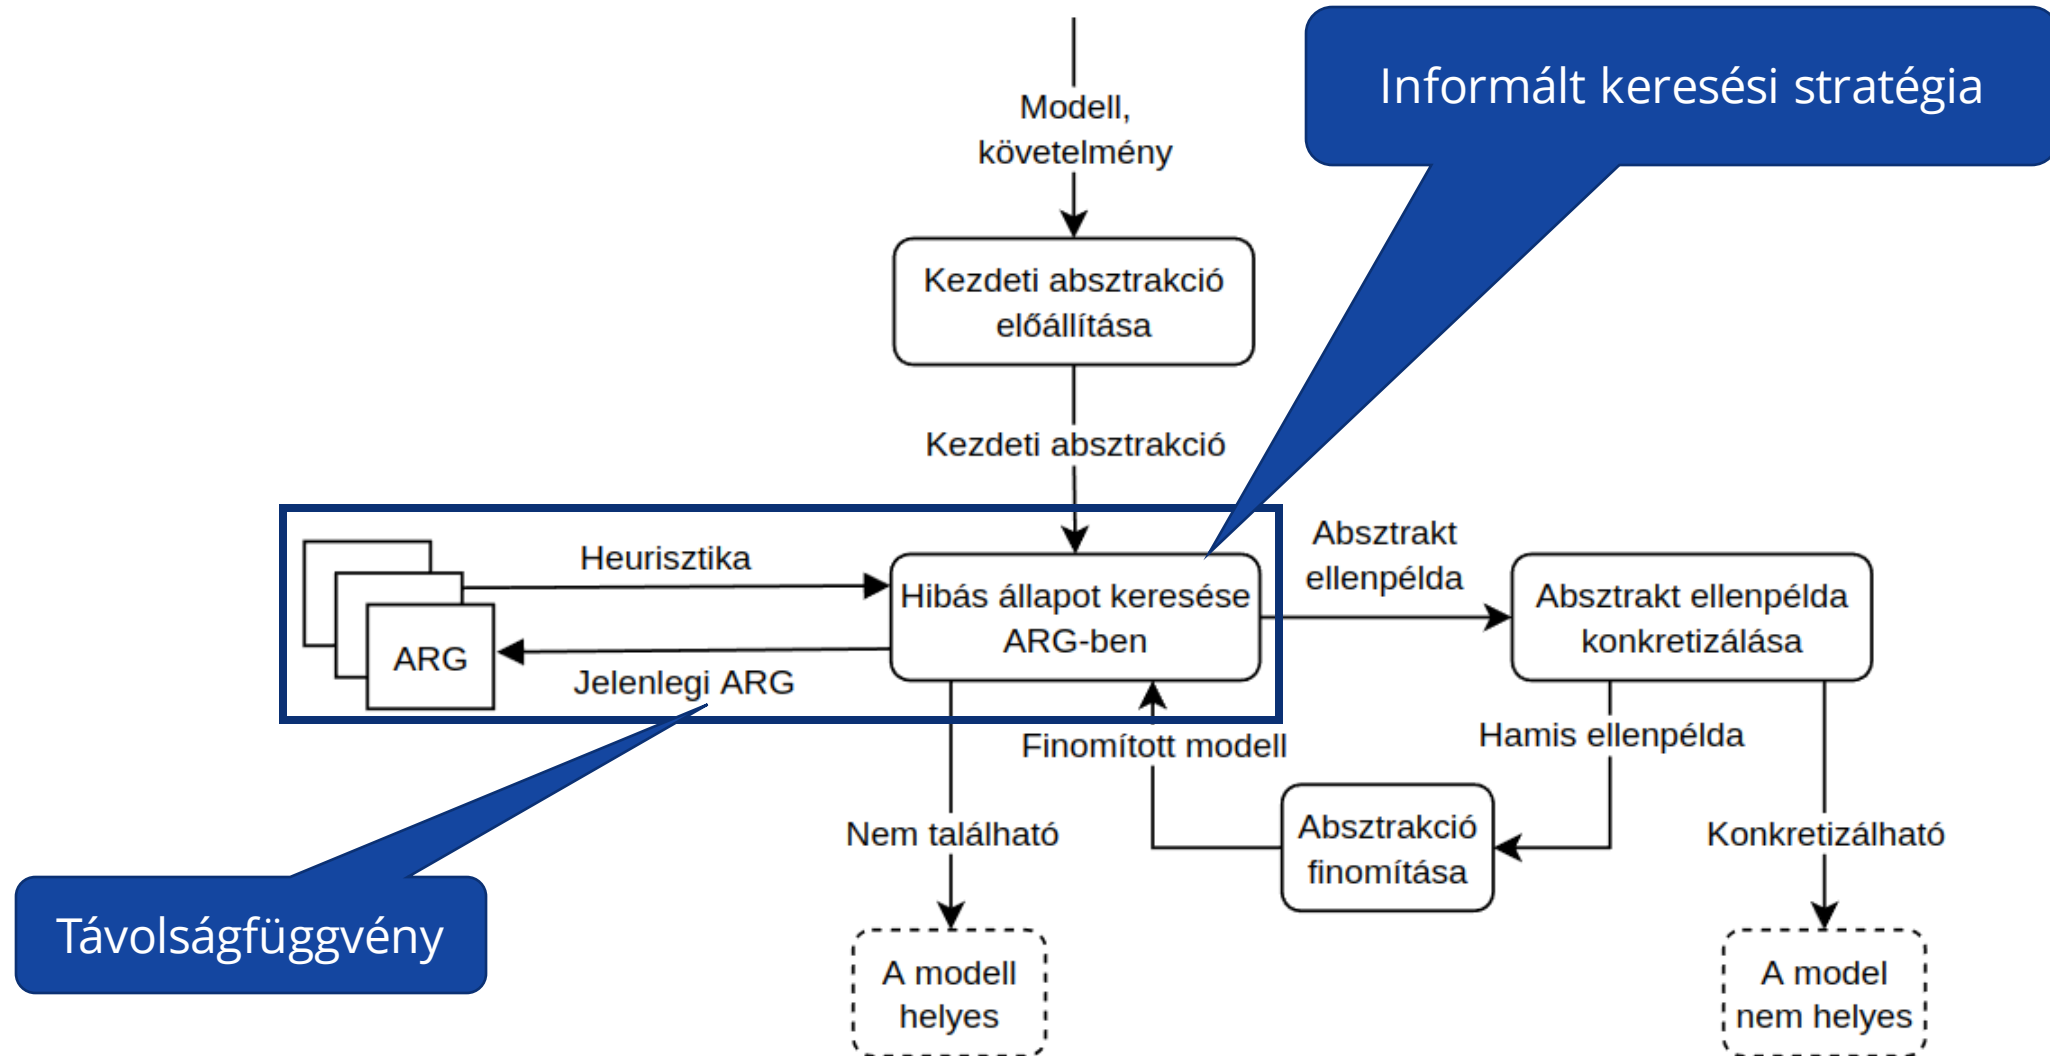 Informált keresési stratégia
Modell,
követelmény
Kezdeti absztrakció
előállítása
Kezdeti absztrakció
Heurisztika
Jelenlegi ARG
ARG
Hibás állapot keresése
ARG-ben
Absztrakt
ellenpélda
Absztrakt ellenpélda
konkretizálása
Finomított modell
Hamis ellenpélda
Absztrakció
finomítása
Nem található
Konkretizálható
Távolságfüggvény
A modell
helyes
A model
nem helyes